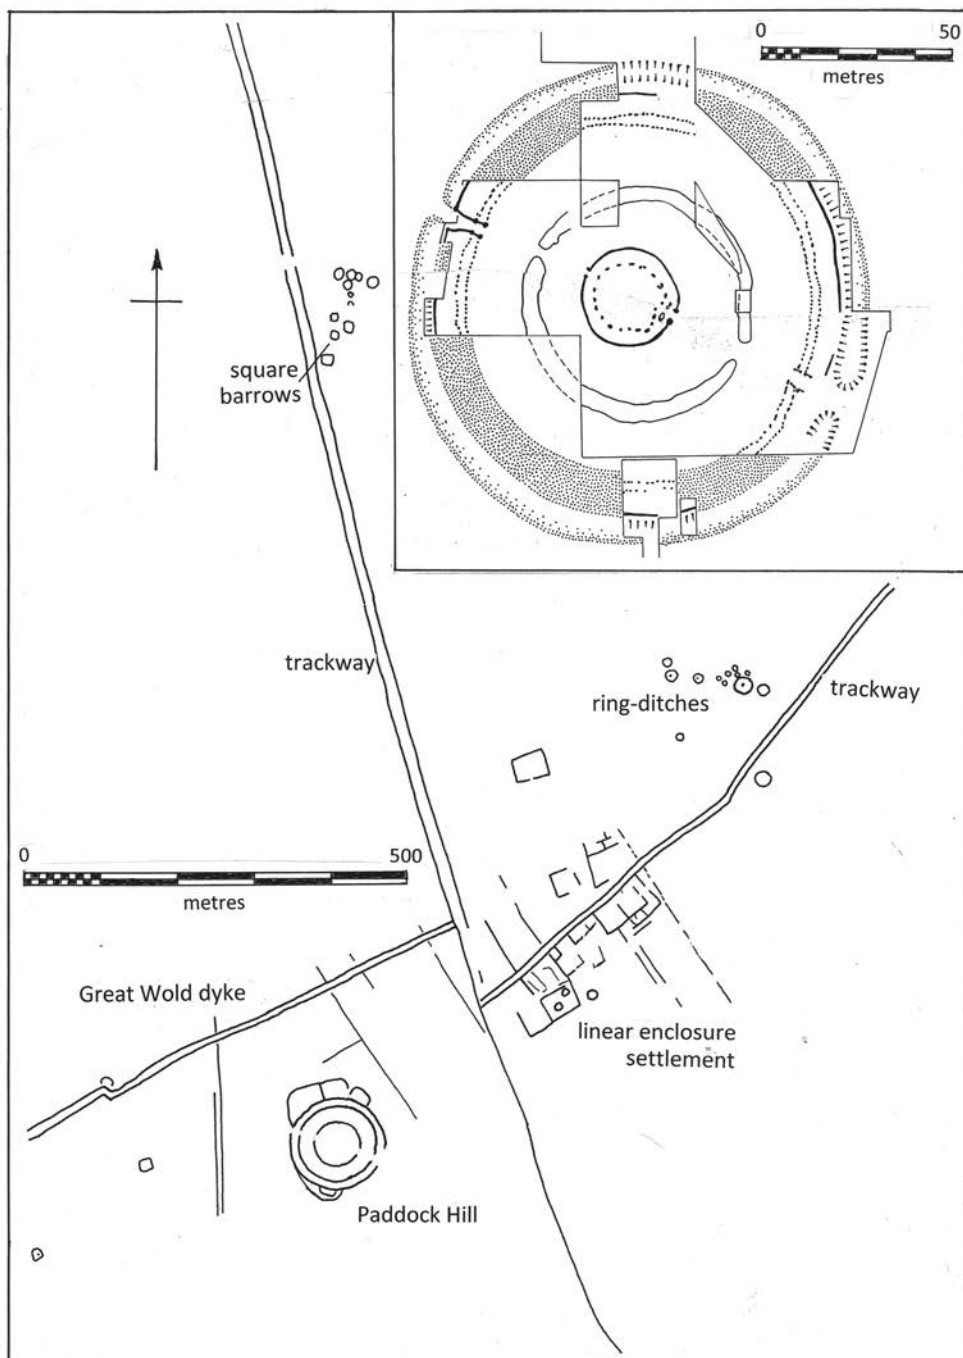 0 50
metres
square
barrows
trackway
ring-ditches
trackway
0 500
metres
Great Wold dyke
linear enclosure
settlement
Paddock Hill